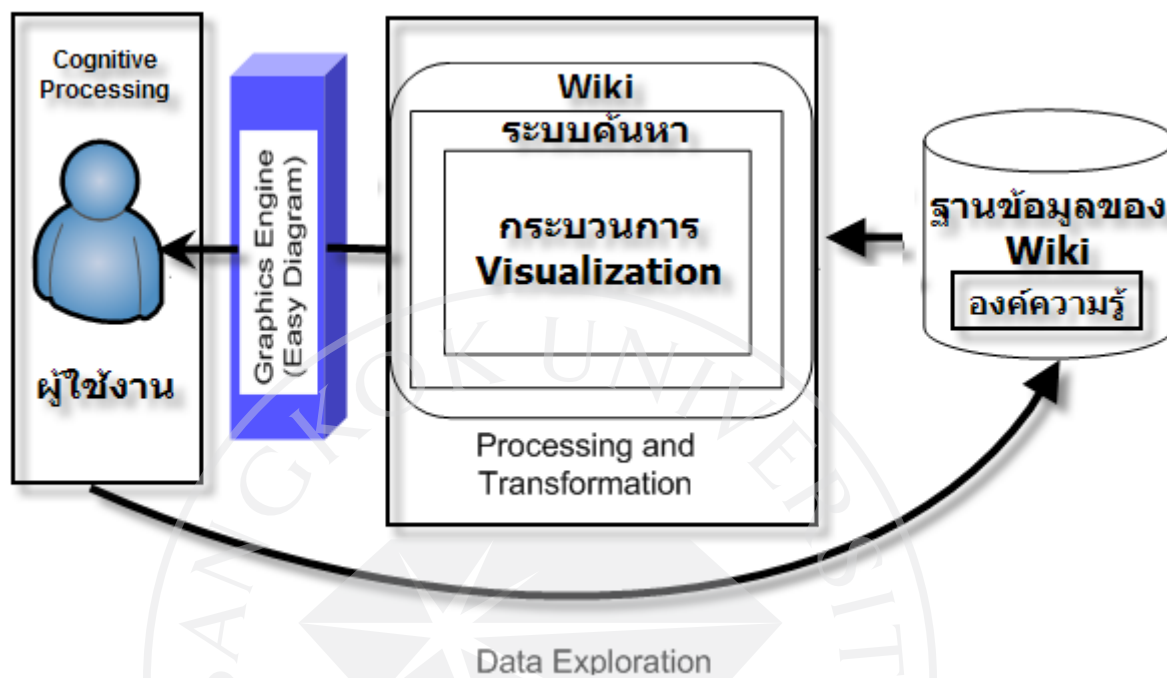 Cognitive
Processing
ผู้ใช้งาน
Graphics Engine
(Easy Diagram)
Wiki
ระบบค้นหา
กระบวนการ
Visualization
Processing and
Transformation
ฐานข้อมูลของ
Wiki
องค์ความรู้
Data Exploration
BANGKOK UNIVERSIT